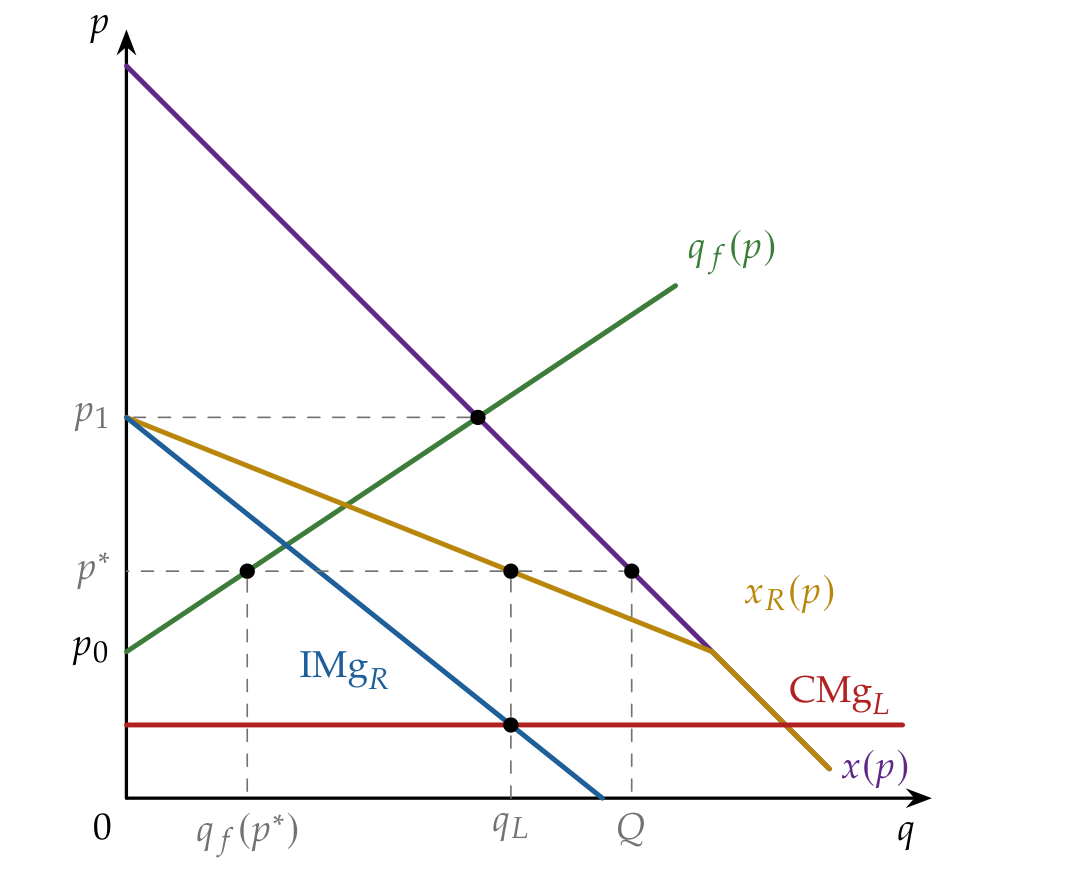 p
q_f(p)
p_1
p*
x_R(p)
p_0
IMg_R
CMg_L
x(p)
0
q_f(p*)
q_L
Q
q